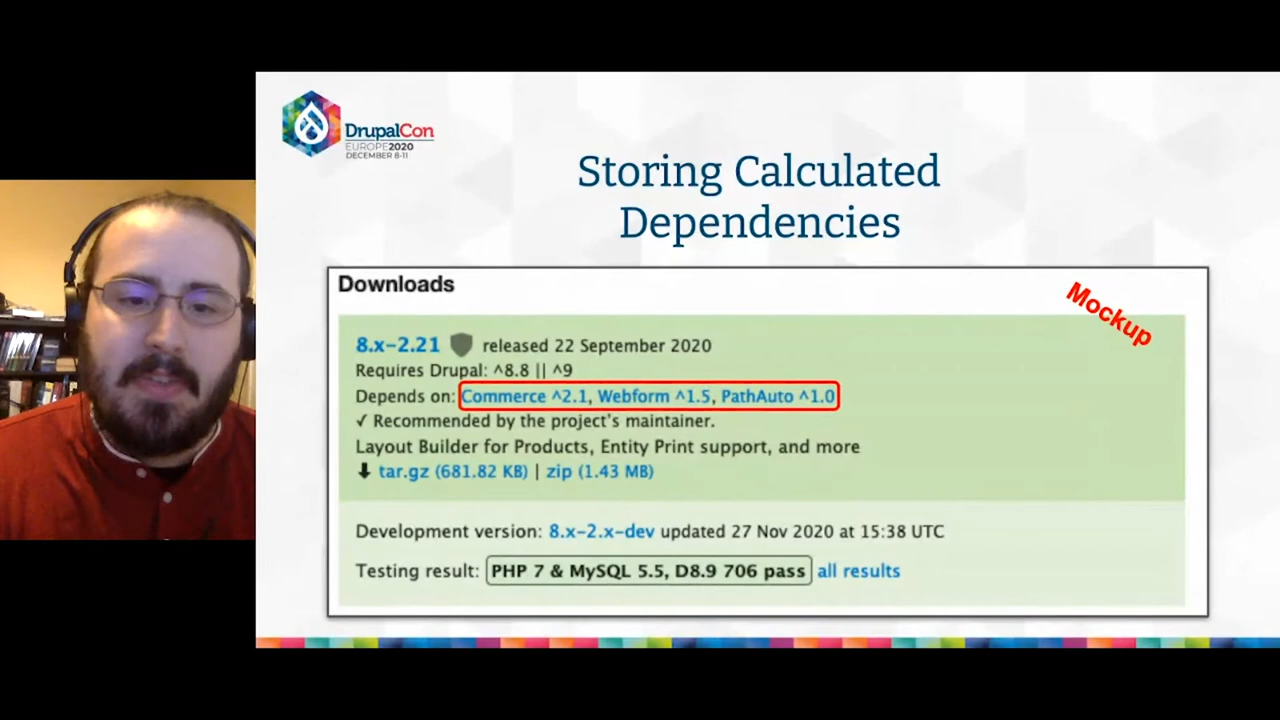 DrupalCon
EUROPE2020
DECEMBER 8-11
Storing Calculated
Dependencies
Downloads
Mockup
8.x-2.21 released 22 September 2020
Requires Drupal: ^8.8 || ^9
Depends on: Commerce ^2.1, Webform ^1.5, PathAuto ^1.0
✓ Recommended by the project's maintainer.
Layout Builder for Products, Entity Print support, and more
⬇ tar.gz (681.82 KB) | zip (1.43 MB)
Development version: 8.x-2.x-dev updated 27 Nov 2020 at 15:38 UTC
Testing result: PHP 7 & MySQL 5.5, D8.9 706 pass all results